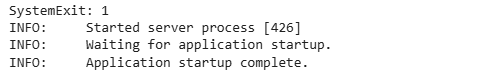 SystemExit: 1
INFO:     Started server process [426]
INFO:     Waiting for application startup.
INFO:     Application startup complete.